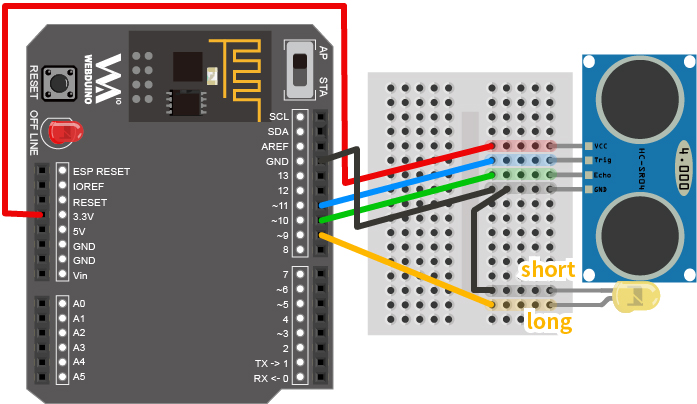 RESET
WEBDUINO
IO
AP
STA
OFF LINE
SCL
SDA
AREF
GND
13
12
~11
~10
~9
8
ESP RESET
IOREF
RESET
3.3V
5V
GND
GND
Vin
7
~6
~5
4
~3
2
TX -> 1
RX <- 0
A0
A1
A2
A3
A4
A5
VCC
Trig
Echo
GND
HC-SR04
4.000
short
long